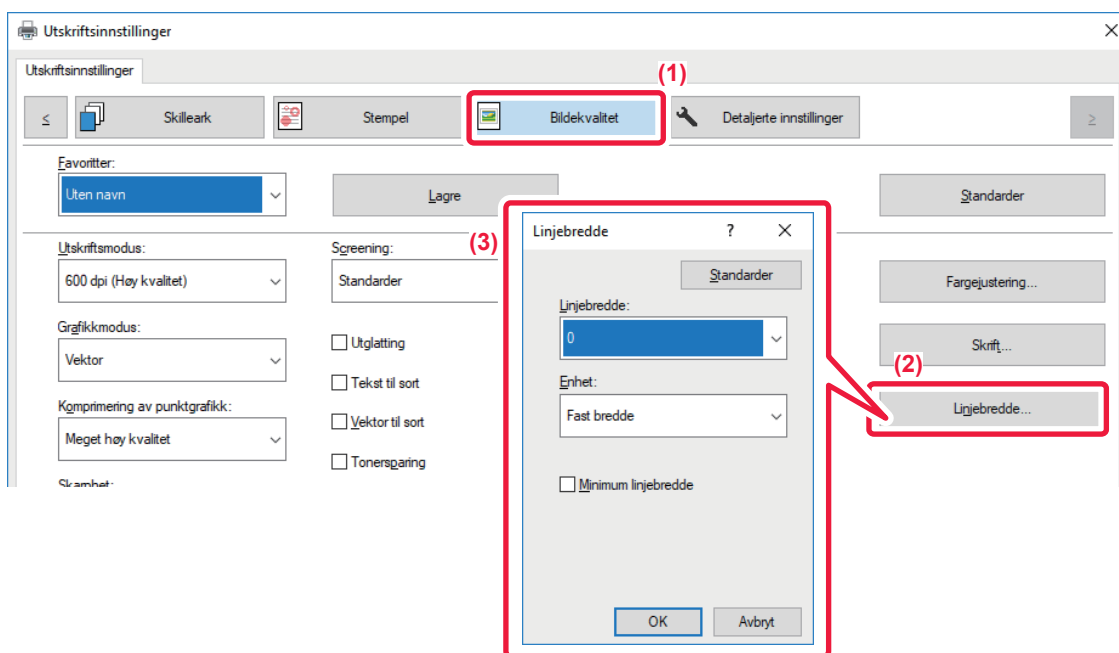 Utskriftsinnstillinger
Utskriftsinnstillinger
(1)
≤
Skilleark
Stempel
Bildekvalitet
Detaljerte innstillinger
≥
Favoritter:
Uten navn
Lagre
Standarder
Utskriftsmodus:
600 dpi (Høy kvalitet)
Screening:
Standarder
Fargejustering...
Grafikkmodus:
Vektor
Utglatting
Tekst til sort
Vektor til sort
Tonersparing
Skrift...
(2)
Linjebredde...
Komprimering av punktgrafikk:
Meget høy kvalitet
Skarphet:
(3)
Linjebredde
?
Standarder
Linjebredde:
0
Enhet:
Fast bredde
Minimum linjebredde
OK
Avbryt